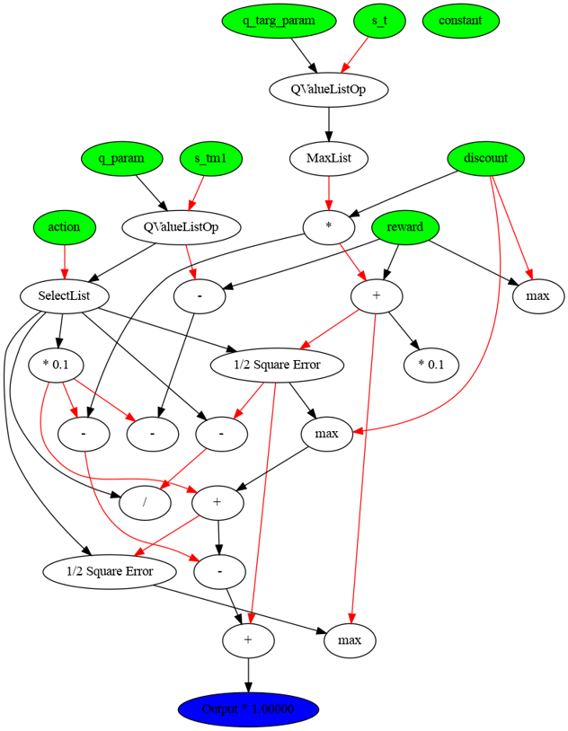 q_targ_param
s_t
constant
QValueListOp
q_param
s_tm1
MaxList
discount
action
QValueListOp
*
reward
SelectList
-
+
max
* 0.1
1/2 Square Error
* 0.1
-
-
-
max
/
+
1/2 Square Error
-
+
max
Output * 1.00000